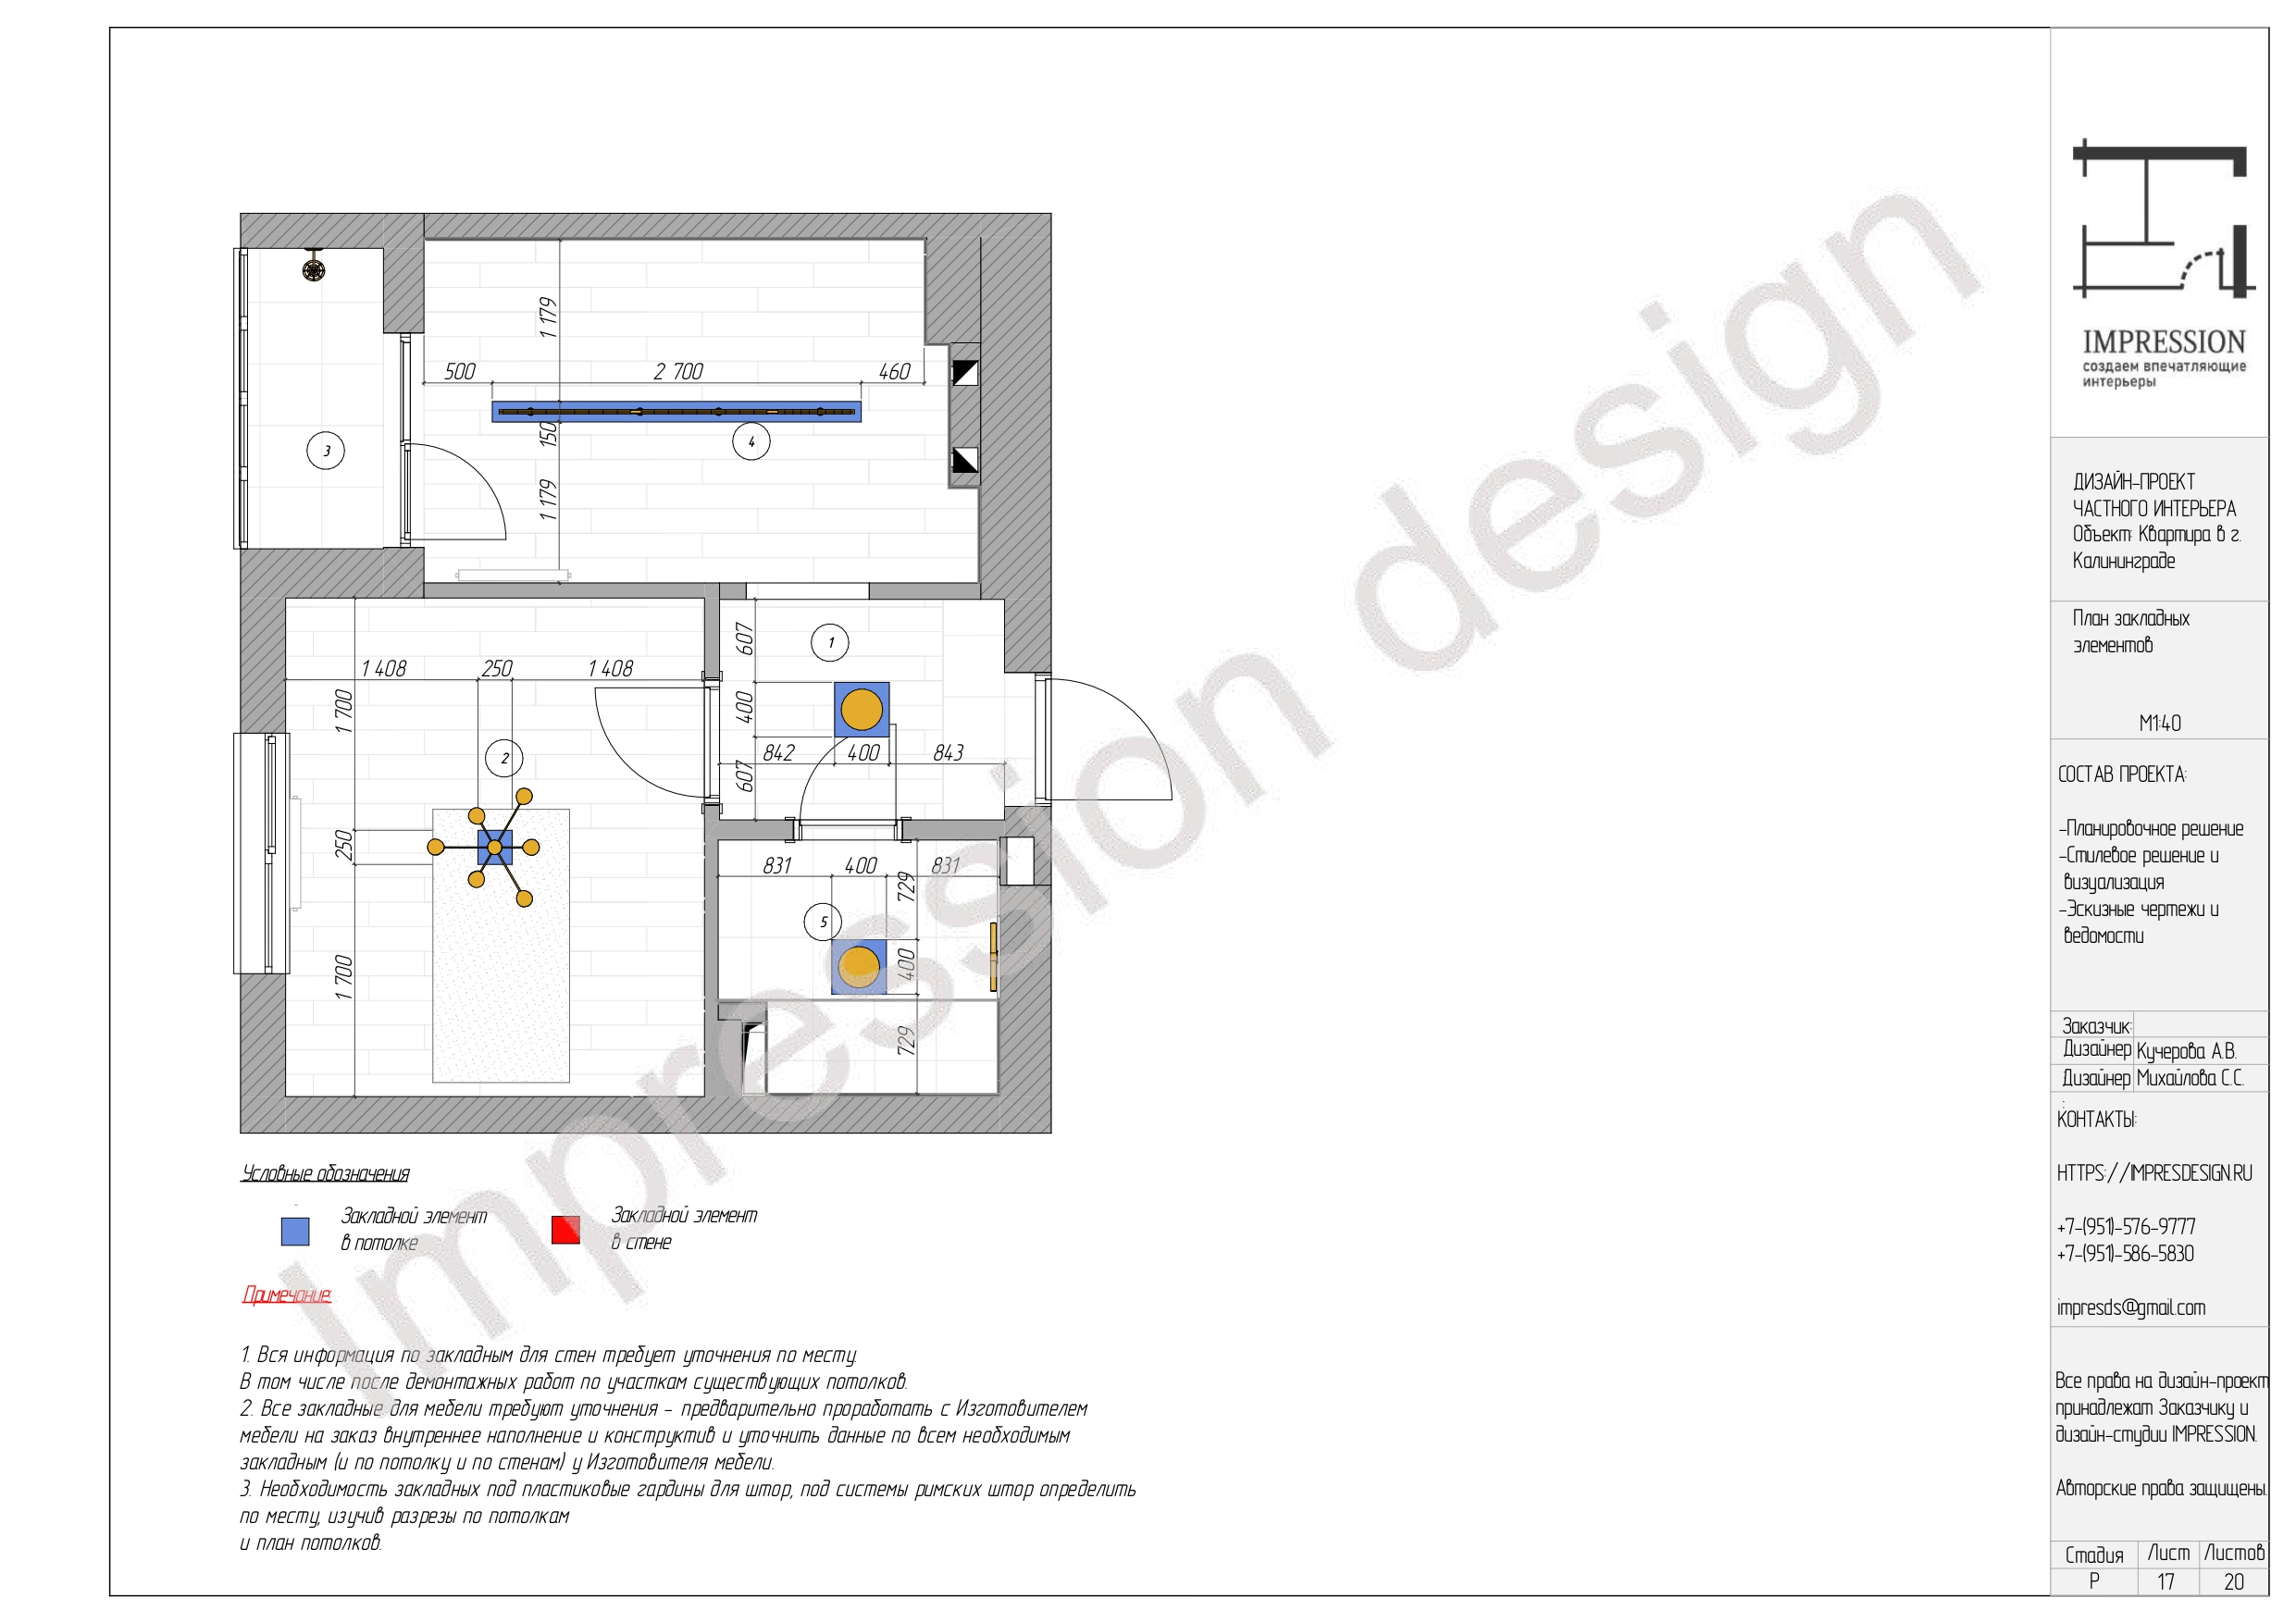 1 179
500
2 700
460
150
4
3
1 179
607
1
1 408
250
1 408
1 700
400
842
400
843
607
2
250
831
400
831
729
5
400
1 700
729
Условные обозначения
Закладной элемент
в потолке
Закладной элемент
в стене
Примечание:
1. Вся информация по закладным для стен требует уточнения по месту.
В том числе после демонтажных работ по участкам существующих потолков.
2. Все закладные для мебели требуют уточнения - предварительно проработать с Изготовителем
мебели на заказ внутреннее наполнение и конструктив и уточнить данные по всем необходимым
закладным (и по потолку и по стенам) у Изготовителя мебели.
3. Необходимость закладных под пластиковые гардины для штор, под системы римских штор определить
по месту, изучив разрезы по потолкам
и план потолков.
Impression design
IMPRESSION
создаем впечатляющие
интерьеры
ДИЗАЙН-ПРОЕКТ
ЧАСТНОГО ИНТЕРЬЕРА
Объект: Квартира в г.
Калининграде
План закладных
элементов
М1:40
СОСТАВ ПРОЕКТА:
-Планировочное решение
-Стилевое решение и
визуализация
-Эскизные чертежи и
ведомости
Заказчик:
Дизайнер Кучерова А.В.
Дизайнер Михайлова С.С.
:
КОНТАКТЫ:
HTTPS://IMPRESDESIGN.RU
+7-(951)-576-9777
+7-(951)-586-5830
impresds@gmail.com
Все права на дизайн-проект
принадлежат Заказчику и
дизайн-студии IMPRESSION.
Авторские права защищены.
Стадия Лист Листов
Р 17 20